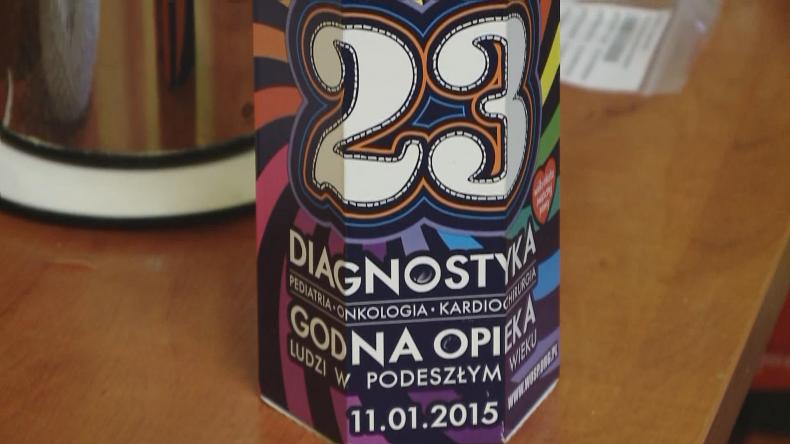 23
DIAGNOSTYKA
PEDIATRIA • ONKOLOGIA • KARDIOCHIRURGIA
GODNA OPIEKA
LUDZI W PODESZŁYM WIEKU
11.01.2015
WWW.WOSP.ORG.PL